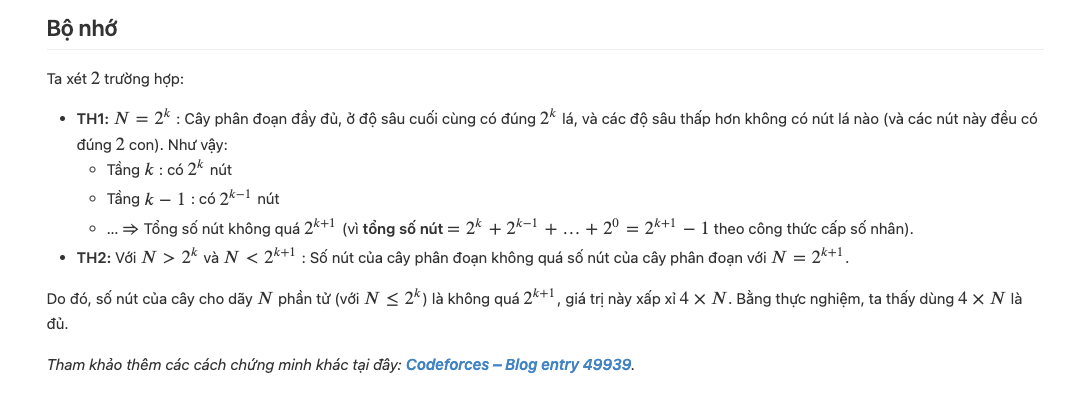 Bộ nhớ
Ta xét 2 trường hợp:
• TH1: N = 2^k : Cây phân đoạn đầy đủ, ở độ sâu cuối cùng có đúng 2^k lá, và các độ sâu thấp hơn không có nút lá nào (và các nút này đều có
đúng 2 con). Như vậy:
◦ Tầng k : có 2^k nút
◦ Tầng k − 1 : có 2^{k−1} nút
◦ ... ⇒ Tổng số nút không quá 2^{k+1} (vì tổng số nút = 2^k + 2^{k−1} + … + 2^0 = 2^{k+1} − 1 theo công thức cấp số nhân).
• TH2: Với N > 2^k và N < 2^{k+1} : Số nút của cây phân đoạn không quá số nút của cây phân đoạn với N = 2^{k+1}.
Do đó, số nút của cây cho dãy N phần tử (với N ≤ 2^k) là không quá 2^{k+1}, giá trị này xấp xỉ 4 × N. Bằng thực nghiệm, ta thấy dùng 4 × N là
đủ.
Tham khảo thêm các cách chứng minh khác tại đây: Codeforces – Blog entry 49939.